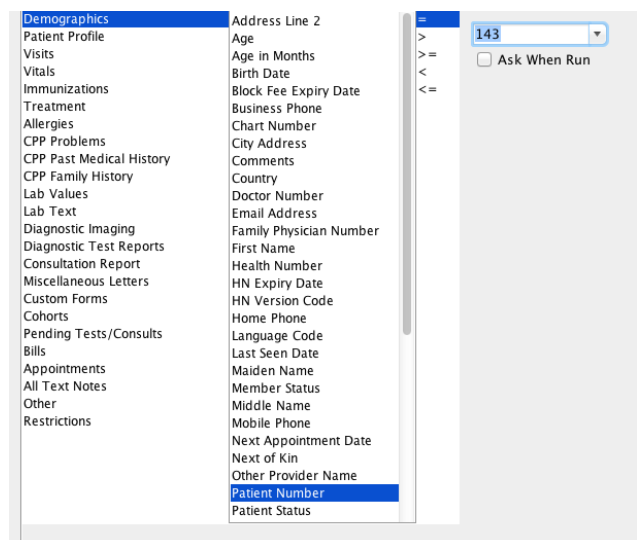 Demographics
Patient Profile
Visits
Vitals
Immunizations
Treatment
Allergies
CPP Problems
CPP Past Medical History
CPP Family History
Lab Values
Lab Text
Diagnostic Imaging
Diagnostic Test Reports
Consultation Report
Miscellaneous Letters
Custom Forms
Cohorts
Pending Tests/Consults
Bills
Appointments
All Text Notes
Other
Restrictions
Address Line 2
Age
Age in Months
Birth Date
Block Fee Expiry Date
Business Phone
Chart Number
City Address
Comments
Country
Doctor Number
Email Address
Family Physician Number
First Name
Health Number
HN Expiry Date
HN Version Code
Home Phone
Language Code
Last Seen Date
Maiden Name
Member Status
Middle Name
Mobile Phone
Next Appointment Date
Next of Kin
Other Provider Name
Patient Number
Patient Status
=
>
>=
<
<=
143
Ask When Run